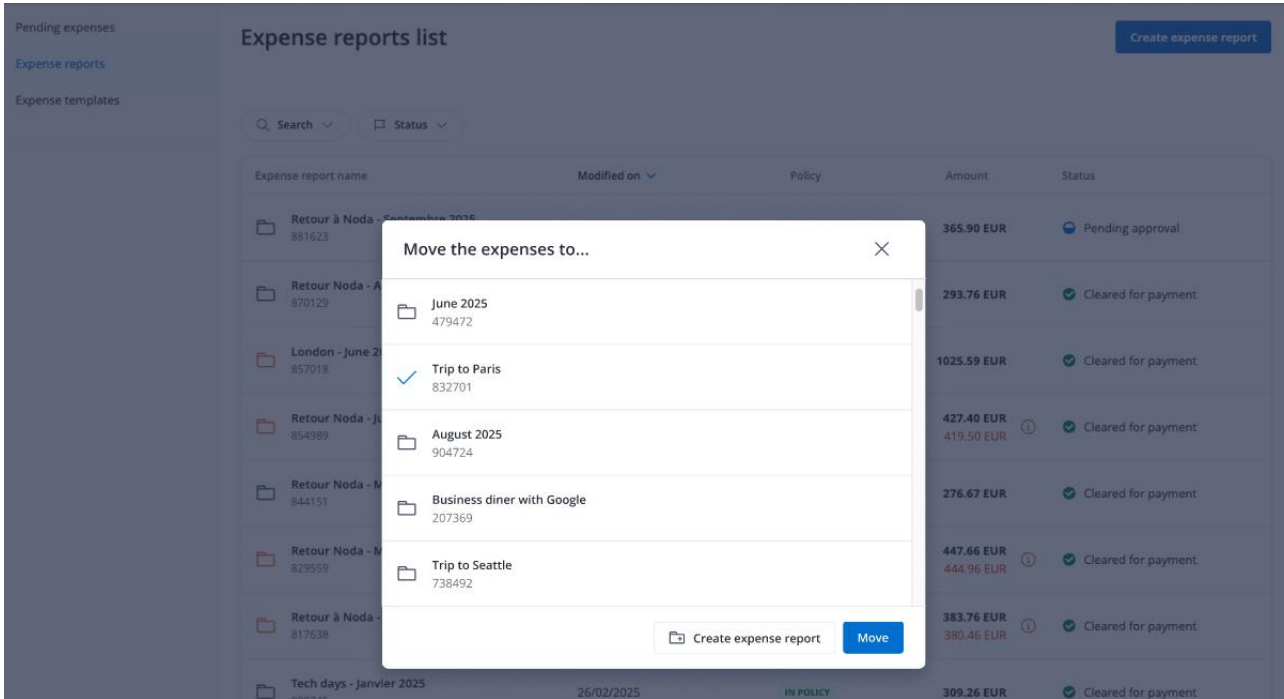 Pending expenses
Expense reports
Expense templates
Expense reports list
Create expense report
Search
Status
Expense report name Modified on Policy Amount Status
Retour à Noda - Septembre 2025
881623
365.90 EUR Pending approval
Retour Noda - A
870129
293.76 EUR Cleared for payment
London - June 2
857018
1025.59 EUR Cleared for payment
Retour Noda - Ju
854989
427.40 EUR
419.50 EUR
Cleared for payment
Retour Noda - M
844151
276.67 EUR Cleared for payment
Retour Noda - M
829559
447.66 EUR
444.96 EUR
Cleared for payment
Retour à Noda -
817638
383.76 EUR
380.46 EUR
Cleared for payment
Tech days - Janvier 2025
26/02/2025 IN POLICY 309.26 EUR Cleared for payment
Move the expenses to...
June 2025
479472
Trip to Paris
832701
August 2025
904724
Business diner with Google
207369
Trip to Seattle
738492
Create expense report
Move